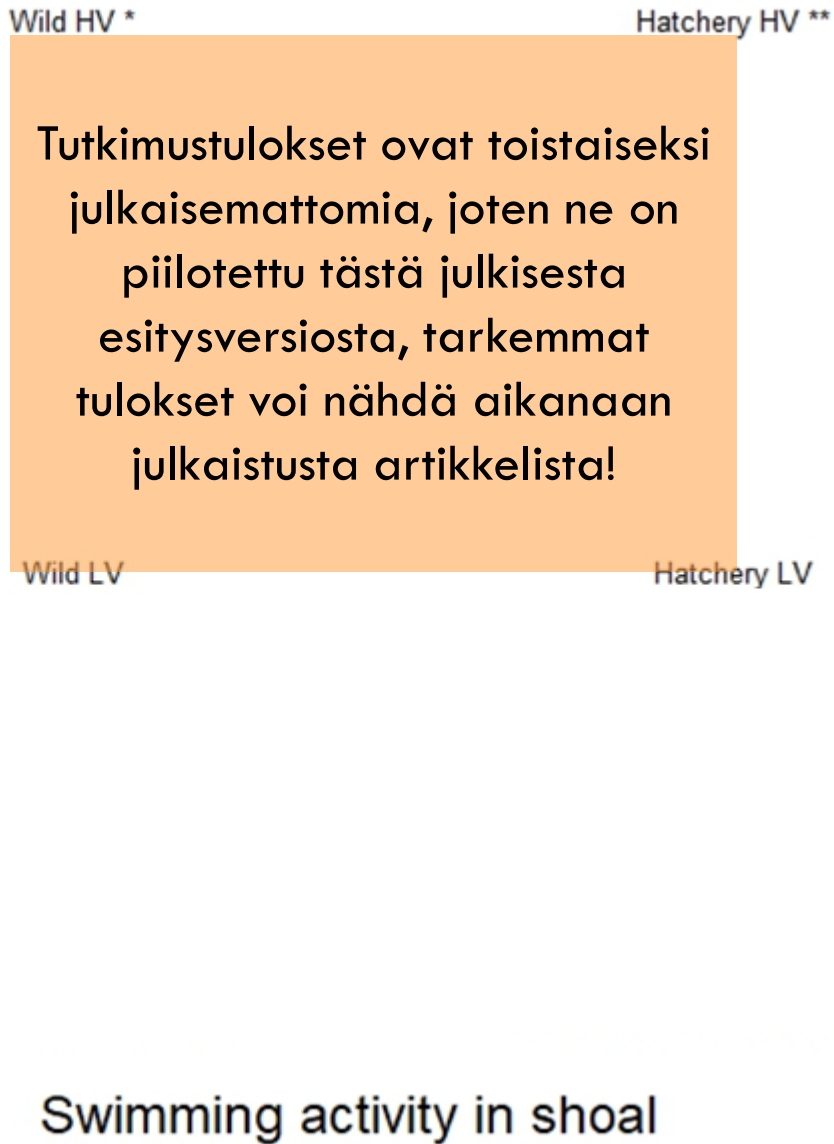 Wild HV * Hatchery HV **
Tutkimustulokset ovat toistaiseksi
julkaisemattomia, joten ne on
piilotettu tästä julkisesta
esitysversiosta, tarkemmat
tulokset voi nähdä aikanaan
julkaistusta artikkelista!
Wild LV Hatchery LV
Swimming activity in shoal